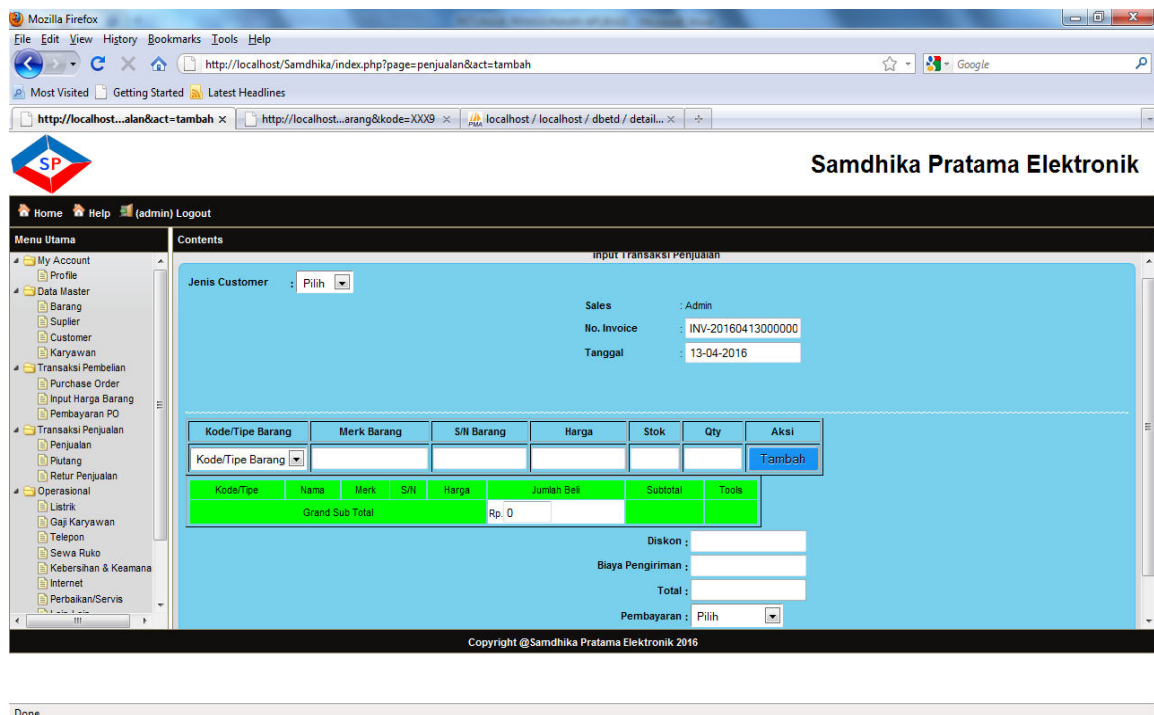 Mozilla Firefox
File Edit View History Bookmarks Tools Help
http://localhost/Samdhika/index.php?page=penjualan&act=tambah
Google
Most Visited Getting Started Latest Headlines
http://localhost...alan&act=tambah × http://localhost...arang&kode=XXX9 × PMA localhost / localhost / dbetd / detail... ×
SP
Samdhika Pratama Elektronik
Home Help (admin) Logout
Menu Utama
Contents
My Account
Profile
Data Master
Barang
Suplier
Customer
Karyawan
Transaksi Pembelian
Purchase Order
Input Harga Barang
Pembayaran PO
Transaksi Penjualan
Penjualan
Piutang
Retur Penjualan
Operasional
Listrik
Gaji Karyawan
Telepon
Sewa Ruko
Kebersihan & Keamana
Internet
Perbaikan/Servis
Input Transaksi Penjualan
Jenis Customer : Pilih
Sales : Admin
No. Invoice : INV-20160413000000
Tanggal : 13-04-2016
Kode/Tipe Barang Merk Barang S/N Barang Harga Stok Qty Aksi
Kode/Tipe Barang Tambah
Kode/Tipe Nama Merk S/N Harga Jumlah Beli Subtotal Tools
Grand Sub Total Rp. 0
Diskon :
Biaya Pengiriman :
Total :
Pembayaran : Pilih
Copyright @Samdhika Pratama Elektronik 2016
Done